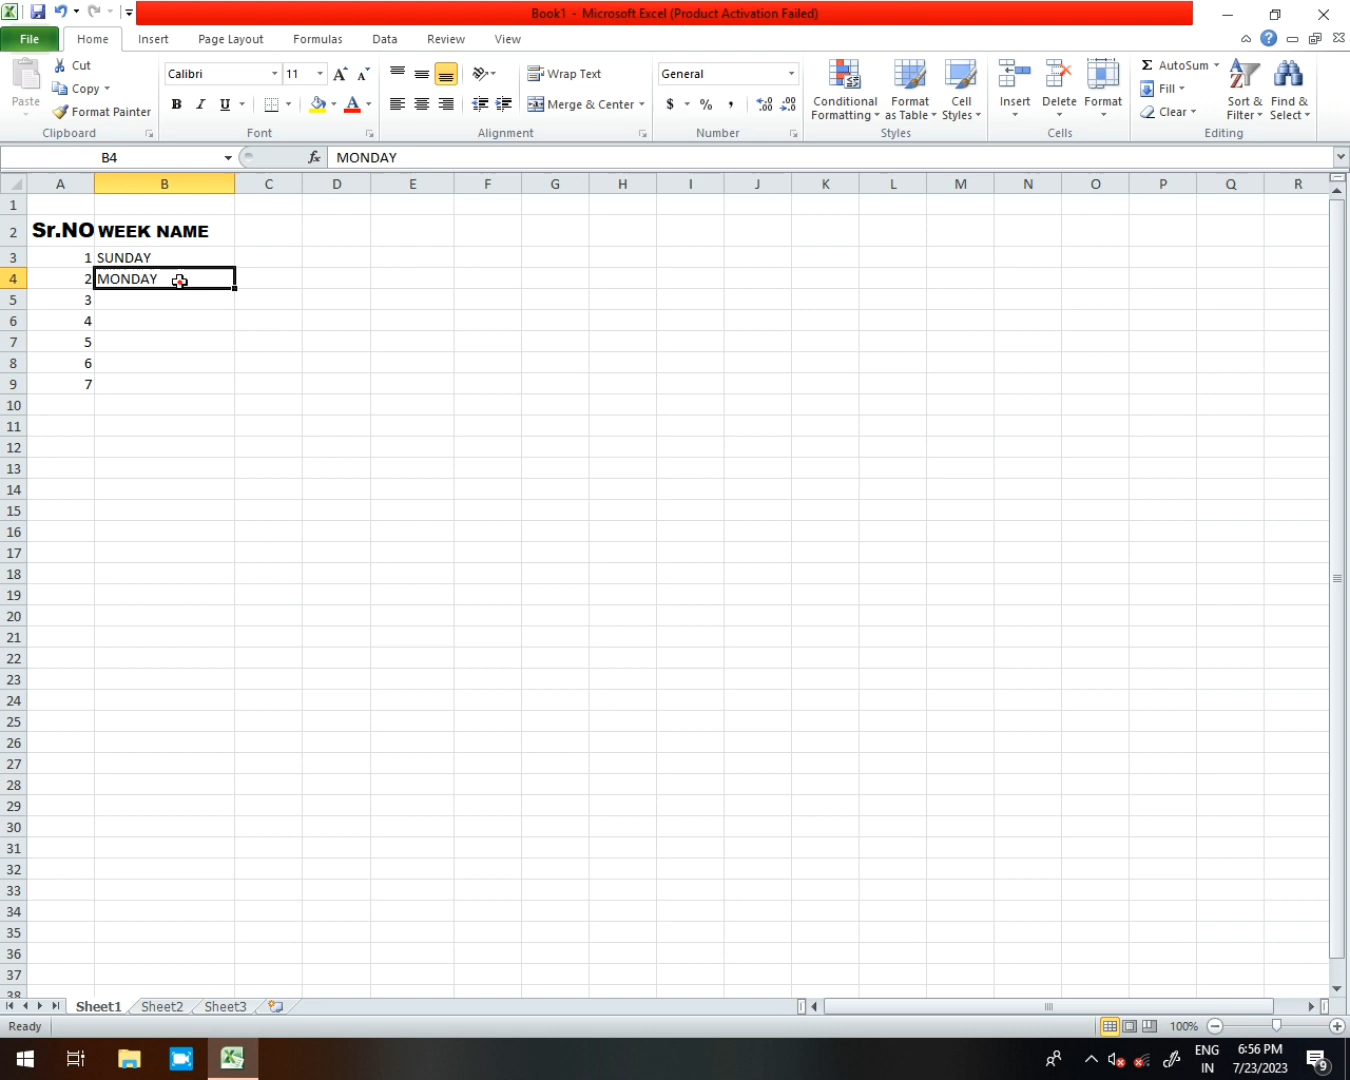 Book1 - Microsoft Excel (Product Activation Failed)
File Home Insert Page Layout Formulas Data Review View
Paste
Cut
Copy
Format Painter
Clipboard
Calibri 11
B I U
Font
Wrap Text
Merge & Center
Alignment
General
$ % ,
Number
Conditional Formatting
Format as Table
Cell Styles
Styles
Insert Delete Format
Cells
Σ AutoSum
Fill
Clear
Sort & Filter
Find & Select
Editing
B4 fx MONDAY
A B C D E F G H I J K L M N O P Q R
1
2 Sr.NO WEEK NAME
3 1 SUNDAY
4 2 MONDAY
5 3
6 4
7 5
8 6
9 7
10
11
12
13
14
15
16
17
18
19
20
21
22
23
24
25
26
27
28
29
30
31
32
33
34
35
36
37
38
Sheet1 Sheet2 Sheet3
Ready 100%
ENG 6:56 PM
IN 7/23/2023 9